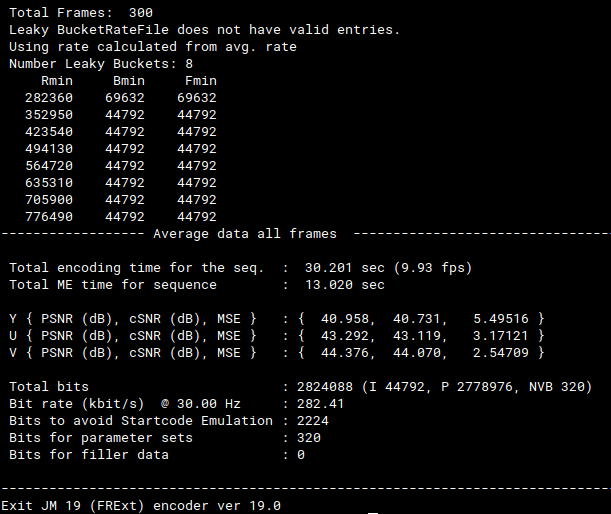 Total Frames:  300
Leaky BucketRateFile does not have valid entries.
Using rate calculated from avg. rate
Number Leaky Buckets: 8
    Rmin     Bmin     Fmin
  282360    69632    69632
  352950    44792    44792
  423540    44792    44792
  494130    44792    44792
  564720    44792    44792
  635310    44792    44792
  705900    44792    44792
  776490    44792    44792
------------------ Average data all frames  ---------------------------------
Total encoding time for the seq.  :  30.201 sec (9.93 fps)
Total ME time for sequence        :  13.020 sec
Y { PSNR (dB), cSNR (dB), MSE }   : {  40.958,  40.731,   5.49516 }
U { PSNR (dB), cSNR (dB), MSE }   : {  43.292,  43.119,   3.17121 }
V { PSNR (dB), cSNR (dB), MSE }   : {  44.376,  44.070,   2.54709 }
Total bits                        : 2824088 (I 44792, P 2778976, NVB 320)
Bit rate (kbit/s)  @ 30.00 Hz     : 282.41
Bits to avoid Startcode Emulation : 2224
Bits for parameter sets           : 320
Bits for filler data              : 0
-----------------------------------------------------------------------------
Exit JM 19 (FRExt) encoder ver 19.0